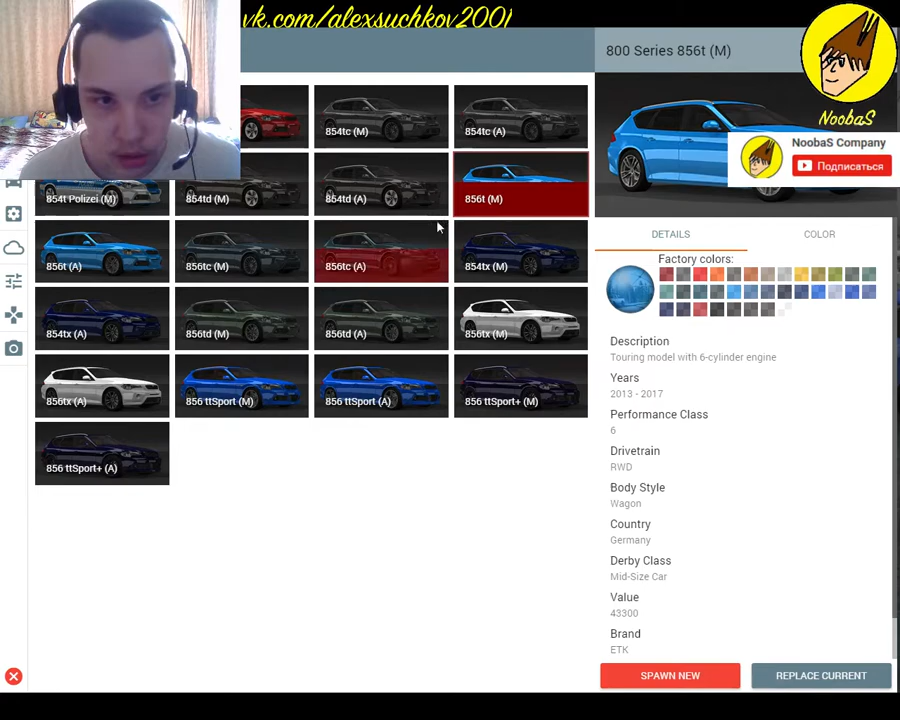 vk.com/alexsuchkov2001
800 Series 856t (M)
NoobaS
NoobaS Company
Подписаться
854tc (M)
854tc (A)
854t Polizei (M)
854td (M)
854td (A)
856t (M)
856t (A)
856tc (M)
856tc (A)
854tx (M)
854tx (A)
856td (M)
856td (A)
856tx (M)
856tx (A)
856 ttSport (M)
856 ttSport (A)
856 ttSport+ (M)
856 ttSport+ (A)
DETAILS
COLOR
Factory colors:
Description
Touring model with 6-cylinder engine
Years
2013 - 2017
Performance Class
6
Drivetrain
RWD
Body Style
Wagon
Country
Germany
Derby Class
Mid-Size Car
Value
43300
Brand
ETK
SPAWN NEW
REPLACE CURRENT